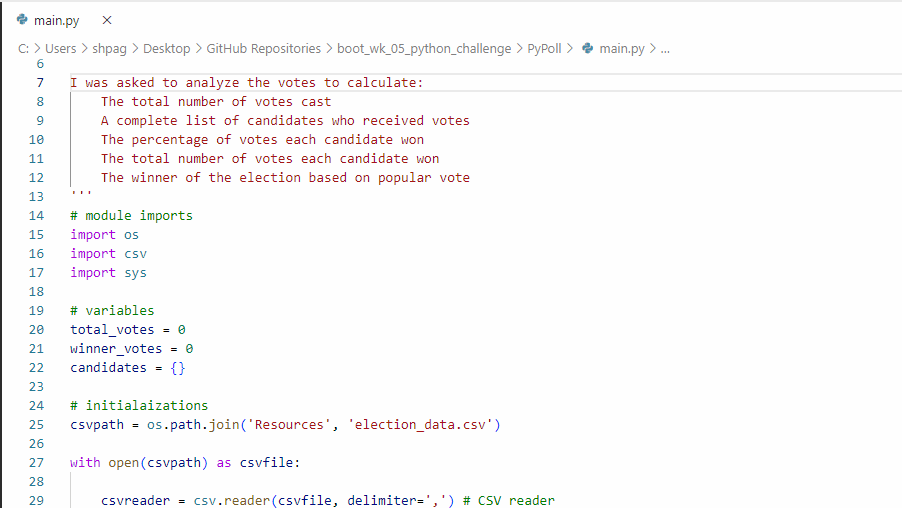 main.py
C: > Users > shpag > Desktop > GitHub Repositories > boot_wk_05_python_challenge > PyPoll > main.py > ...
6
7 I was asked to analyze the votes to calculate:
8     The total number of votes cast
9     A complete list of candidates who received votes
10     The percentage of votes each candidate won
11     The total number of votes each candidate won
12     The winner of the election based on popular vote
13 '''
14 # module imports
15 import os
16 import csv
17 import sys
18
19 # variables
20 total_votes = 0
21 winner_votes = 0
22 candidates = {}
23
24 # initialaizations
25 csvpath = os.path.join('Resources', 'election_data.csv')
26
27 with open(csvpath) as csvfile:
28
29     csvreader = csv.reader(csvfile, delimiter=',') # CSV reader